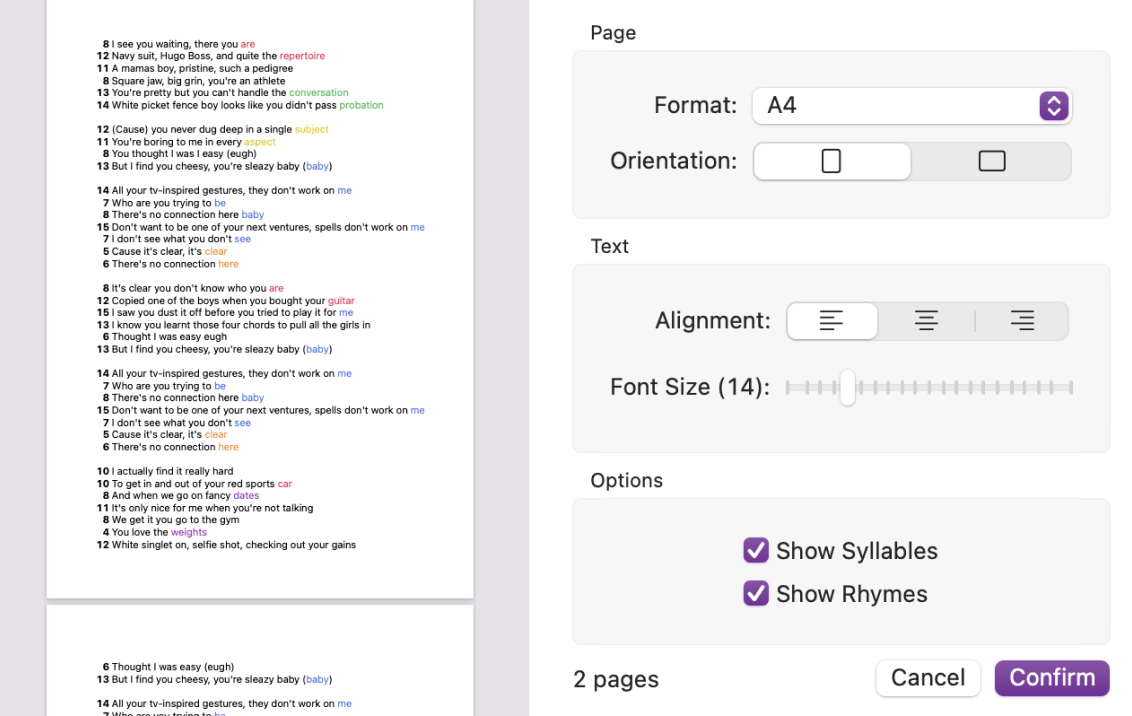 8 I see you waiting, there you are
12 Navy suit, Hugo Boss, and quite the repertoire
11 A mamas boy, pristine, such a pedigree
8 Square jaw, big grin, you're an athlete
13 You're pretty but you can't handle the conversation
14 White picket fence boy looks like you didn't pass probation
12 (Cause) you never dug deep in a single subject
11 You're boring to me in every aspect
8 You thought I was I easy (eugh)
13 But I find you cheesy, you're sleazy baby (baby)
14 All your tv-inspired gestures, they don't work on me
7 Who are you trying to be
8 There's no connection here baby
15 Don't want to be one of your next ventures, spells don't work on me
7 I don't see what you don't see
5 Cause it's clear, it's clear
6 There's no connection here
8 It's clear you don't know who you are
12 Copied one of the boys when you bought your guitar
15 I saw you dust it off before you tried to play it for me
13 I know you learnt those four chords to pull all the girls in
6 Thought I was easy eugh
13 But I find you cheesy, you're sleazy baby (baby)
14 All your tv-inspired gestures, they don't work on me
7 Who are you trying to be
8 There's no connection here baby
15 Don't want to be one of your next ventures, spells don't work on me
7 I don't see what you don't see
5 Cause it's clear, it's clear
6 There's no connection here
10 I actually find it really hard
10 To get in and out of your red sports car
8 And when we go on fancy dates
11 It's only nice for me when you're not talking
8 We get it you go to the gym
4 You love the weights
12 White singlet on, selfie shot, checking out your gains
6 Thought I was easy (eugh)
13 But I find you cheesy, you're sleazy baby (baby)
14 All your tv-inspired gestures, they don't work on me
7 Who are you trying to be
Page
Format: A4
Orientation:
Text
Alignment:
Font Size (14):
Options
Show Syllables
Show Rhymes
2 pages
Cancel
Confirm